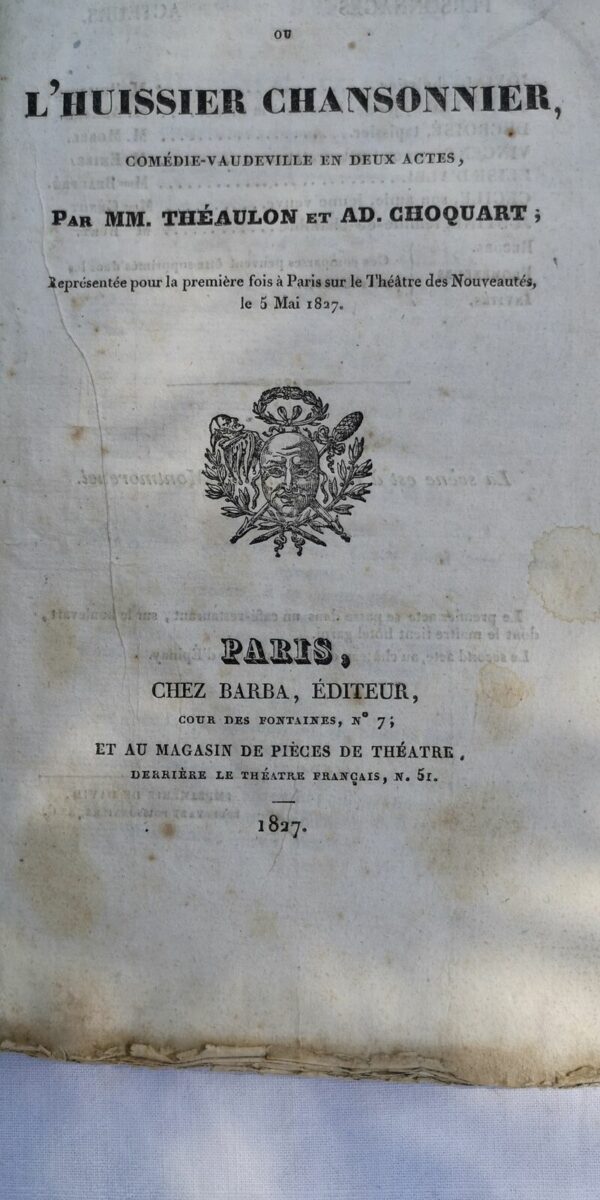 OU
L'HUISSIER CHANSONNIER,
COMÉDIE-VAUDEVILLE EN DEUX ACTES,
PAR MM. THÉAULON ET AD. CHOQUART;
Représentée pour la première fois à Paris sur le Théâtre des Nouveautés,
le 5 Mai 1827.
PARIS,
CHEZ BARBA, ÉDITEUR,
COUR DES FONTAINES, N° 7;
ET AU MAGASIN DE PIÈCES DE THÉATRE,
DERRIÈRE LE THÉATRE FRANÇAIS, N. 51.
1827.